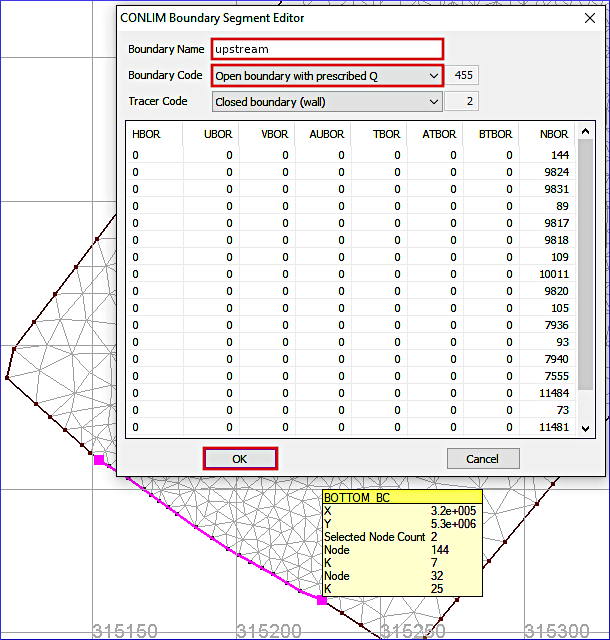 CONLIM Boundary Segment Editor
Boundary Name upstream
Boundary Code Open boundary with prescribed Q 455
Tracer Code Closed boundary (wall) 2
HBOR UBOR VBOR AUBOR TBOR ATBOR BTBOR NBOR
0 0 0 0 0 0 0 144
0 0 0 0 0 0 0 9824
0 0 0 0 0 0 0 9831
0 0 0 0 0 0 0 89
0 0 0 0 0 0 0 9817
0 0 0 0 0 0 0 9818
0 0 0 0 0 0 0 109
0 0 0 0 0 0 0 10011
0 0 0 0 0 0 0 9820
0 0 0 0 0 0 0 105
0 0 0 0 0 0 0 7936
0 0 0 0 0 0 0 93
0 0 0 0 0 0 0 7940
0 0 0 0 0 0 0 7555
0 0 0 0 0 0 0 11484
0 0 0 0 0 0 0 73
0 0 0 0 0 0 0 11481
OK Cancel
BOTTOM BC
X 3.2e+005
Y 5.3e+006
Selected Node Count 2
Node 144
K 7
Node 32
K 25
315150 315200 315250 315300